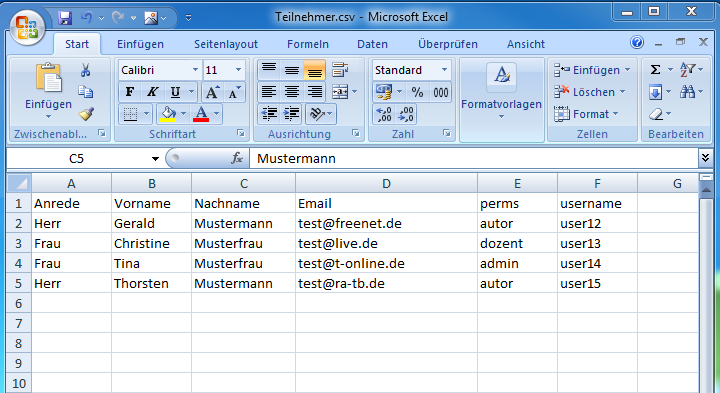 Teilnehmer.csv - Microsoft Excel
Start Einfügen Seitenlayout Formeln Daten Überprüfen Ansicht
Calibri 11 Standard Einfügen Σ
Einfügen F K U A A % 000 Formatvorlagen Löschen
A Format
Zwischenabl... Schriftart Ausrichtung Zahl Zellen Bearbeiten
C5 fx Mustermann
A B C D E F G
1 Anrede Vorname Nachname Email perms username
2 Herr Gerald Mustermann test@freenet.de autor user12
3 Frau Christine Musterfrau test@live.de dozent user13
4 Frau Tina Musterfrau test@t-online.de admin user14
5 Herr Thorsten Mustermann test@ra-tb.de autor user15
6
7
8
9
10